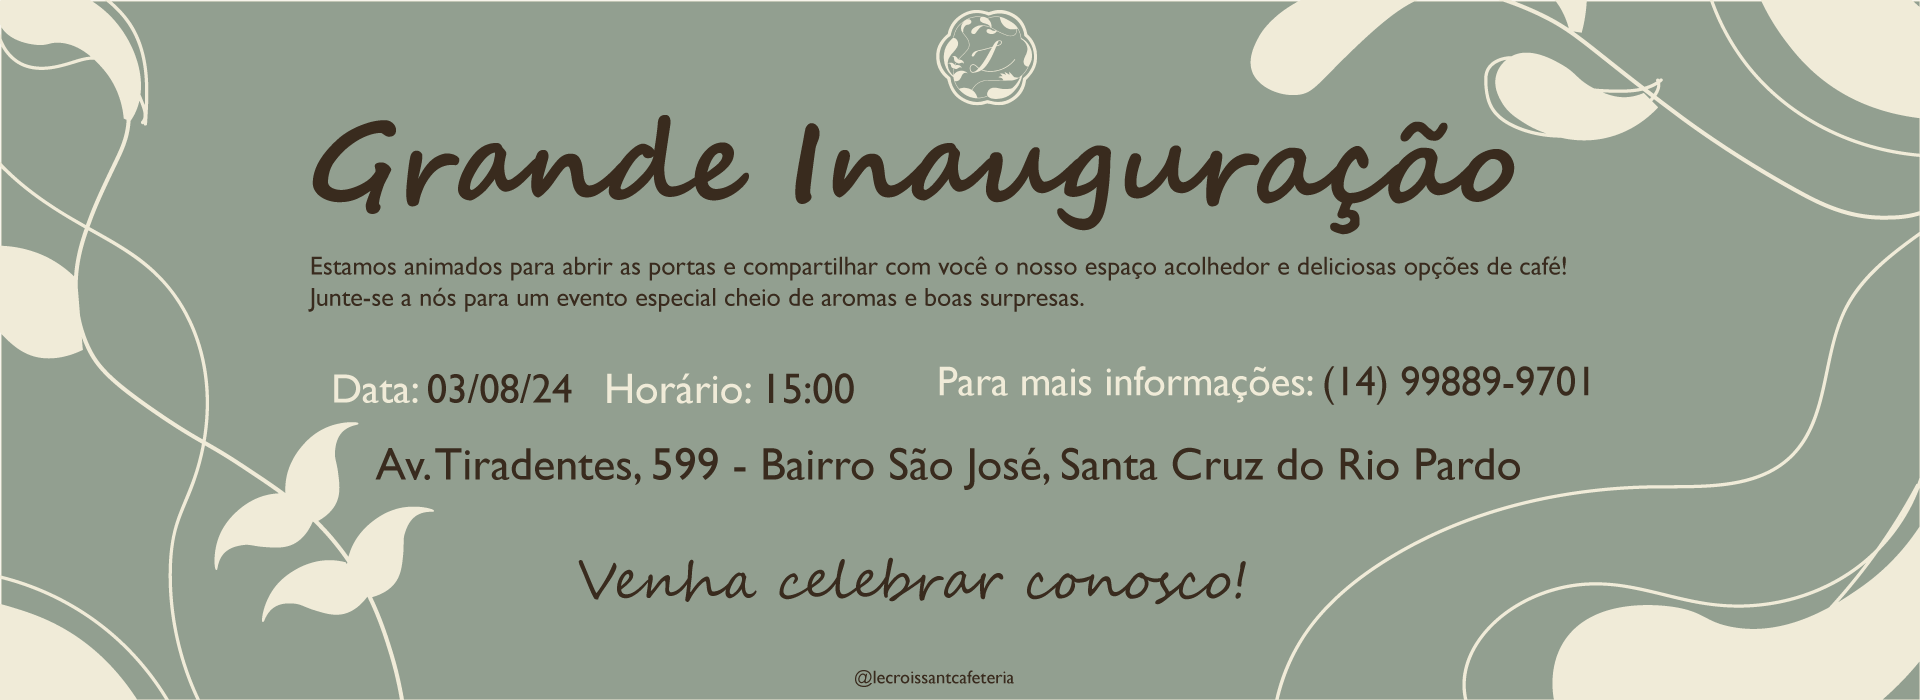 L
Grande Inauguração
Estamos animados para abrir as portas e compartilhar com você o nosso espaço acolhedor e deliciosas opções de café!
Junte-se a nós para um evento especial cheio de aromas e boas surpresas.
Data: 03/08/24 Horário: 15:00 Para mais informações: (14) 99889-9701
Av. Tiradentes, 599 - Bairro São José, Santa Cruz do Rio Pardo
Venha celebrar conosco!
@lecroissantcafeteria